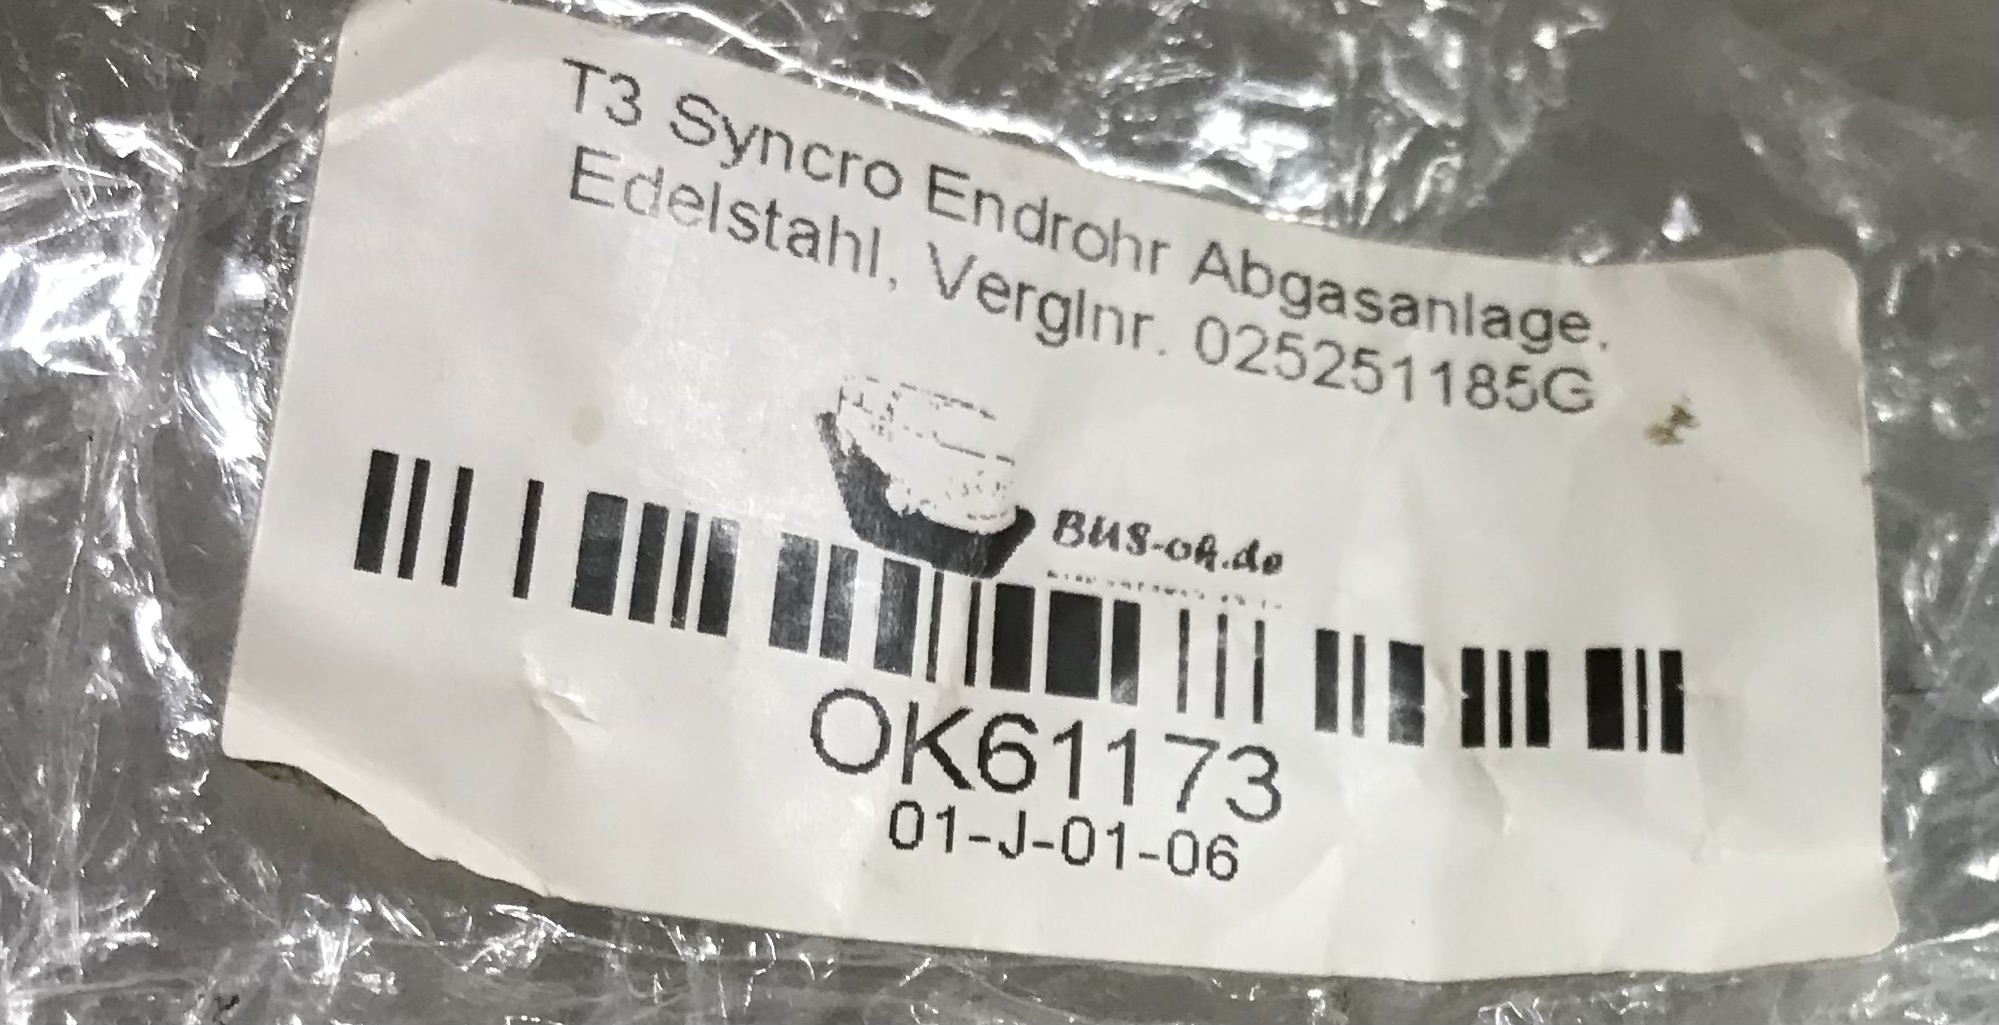 T3 Syncro Endrohr Abgasanlage,
Edelstahl, Verglnr. 025251185G
BUS-ok.de
OK61173
01-J-01-06